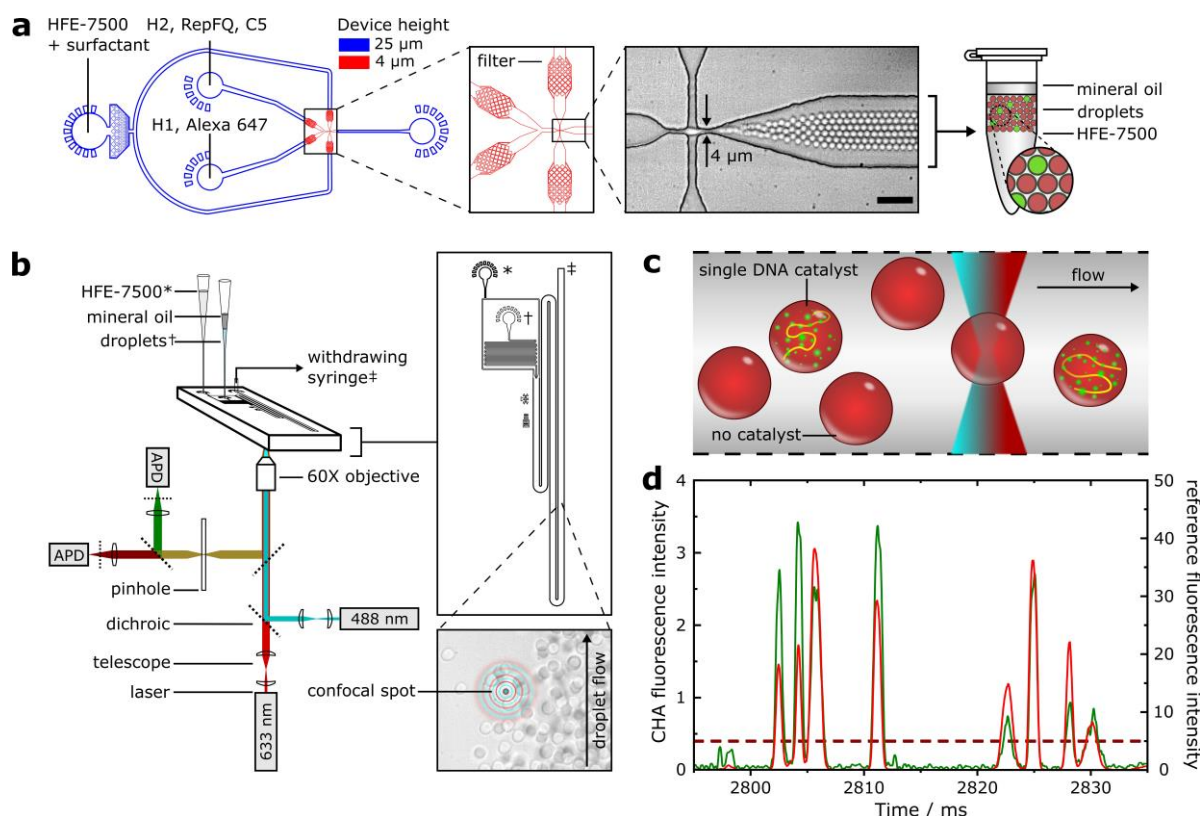 a
HFE-7500
+ surfactant
H2, RepFQ, C5
H1, Alexa 647
Device height
25 µm
4 µm
filter
4 µm
mineral oil
droplets
HFE-7500
b
HFE-7500*
mineral oil
droplets†
withdrawing
syringe‡
60X objective
APD
APD
pinhole
dichroic
telescope
laser
488 nm
633 nm
*
†
‡
confocal spot
droplet flow
c
single DNA catalyst
no catalyst
flow
d
CHA fluorescence intensity
4
3
2
1
0
reference fluorescence intensity
50
40
30
20
10
0
2800
2810
2820
2830
Time / ms